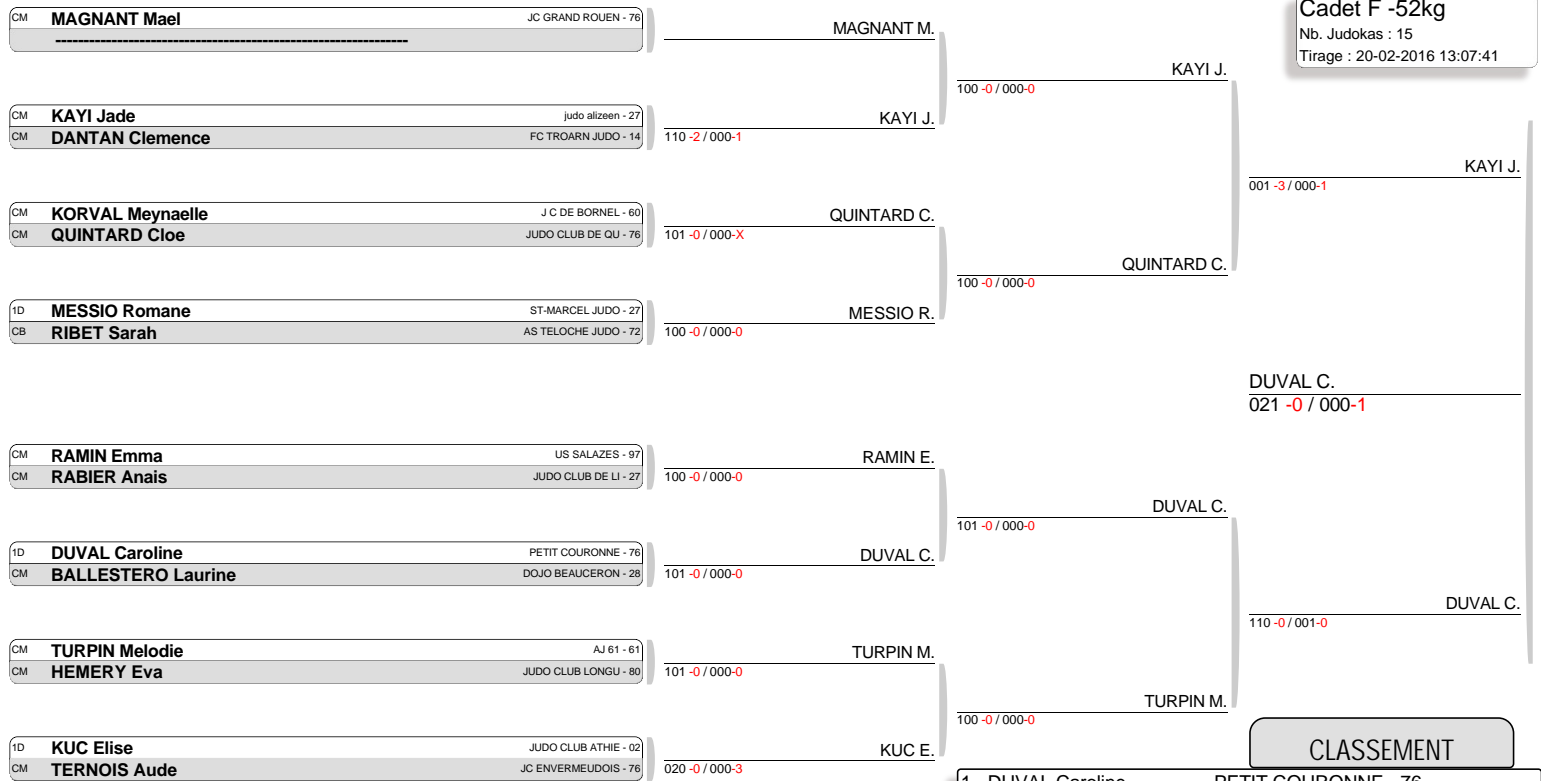 Cadet F -52kg
Nb. Judokas : 15
Tirage : 20-02-2016 13:07:41
CM MAGNANT Mael JC GRAND ROUEN - 76
----------------------------------------------------------------
MAGNANT M.
KAYI J.
100 -0 / 000-0
CM KAYI Jade judo alizeen - 27
CM DANTAN Clemence FC TROARN JUDO - 14
KAYI J.
110 -2 / 000-1
KAYI J.
001 -3 / 000-1
CM KORVAL Meynaelle J C DE BORNEL - 60
CM QUINTARD Cloe JUDO CLUB DE QU - 76
QUINTARD C.
101 -0 / 000-X
QUINTARD C.
100 -0 / 000-0
1D MESSIO Romane ST-MARCEL JUDO - 27
CB RIBET Sarah AS TELOCHE JUDO - 72
MESSIO R.
100 -0 / 000-0
DUVAL C.
021 -0 / 000-1
CM RAMIN Emma US SALAZES - 97
CM RABIER Anais JUDO CLUB DE LI - 27
RAMIN E.
100 -0 / 000-0
DUVAL C.
101 -0 / 000-0
1D DUVAL Caroline PETIT COURONNE - 76
CM BALLESTERO Laurine DOJO BEAUCERON - 28
DUVAL C.
101 -0 / 000-0
DUVAL C.
110 -0 / 001-0
CM TURPIN Melodie AJ 61 - 61
CM HEMERY Eva JUDO CLUB LONGU - 80
TURPIN M.
101 -0 / 000-0
TURPIN M.
100 -0 / 000-0
1D KUC Elise JUDO CLUB ATHIE - 02
CM TERNOIS Aude JC ENVERMEUDOIS - 76
KUC E.
020 -0 / 000-3
CLASSEMENT
1 DUVAL Caroline PETIT COURONNE - 76